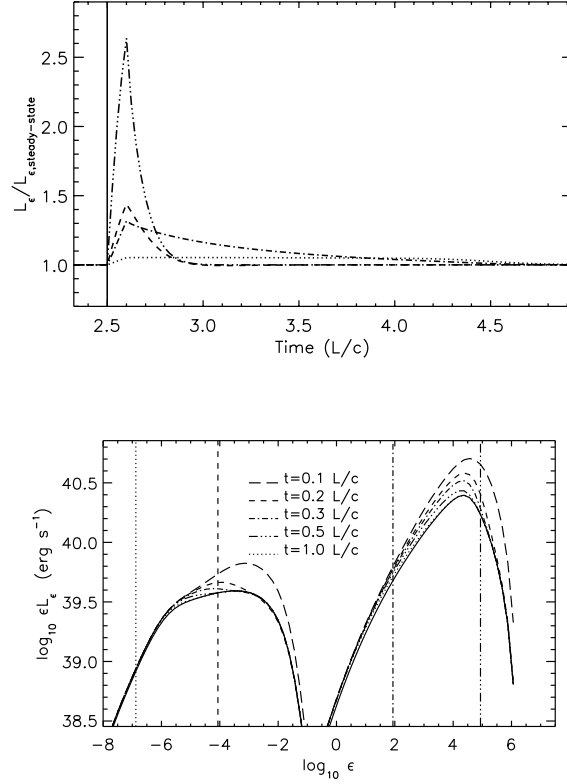 L_ε/L_ε,steady−state
2.5
2.0
1.5
1.0
2.5 3.0 3.5 4.0 4.5
Time (L/c)
log₁₀ εL_ε (erg s⁻¹)
40.5
40.0
39.5
39.0
38.5
t=0.1 L/c
t=0.2 L/c
t=0.3 L/c
t=0.5 L/c
t=1.0 L/c
−8 −6 −4 −2 0 2 4 6
log₁₀ ε